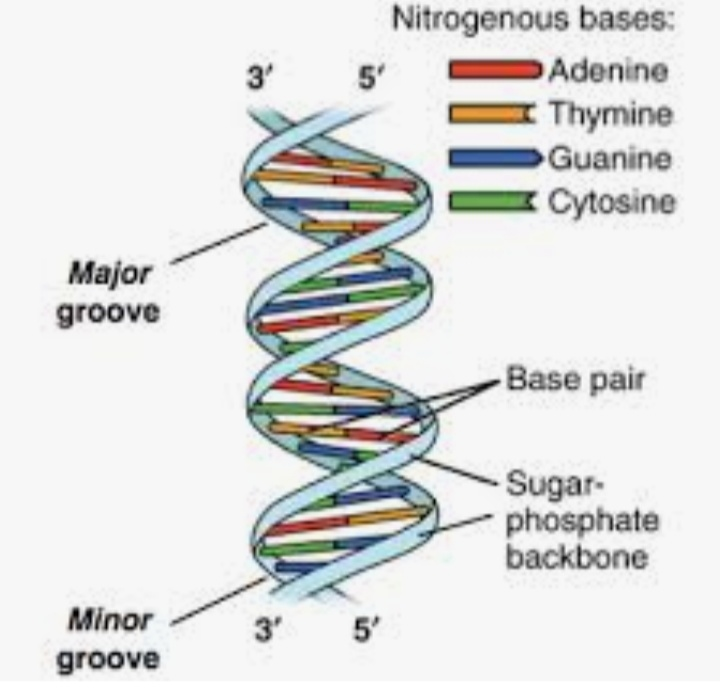 Nitrogenous bases:
3′ 5′
Adenine
Thymine
Guanine
Cytosine
Major
groove
Base pair
Sugar-
phosphate
backbone
Minor
groove
3′ 5′